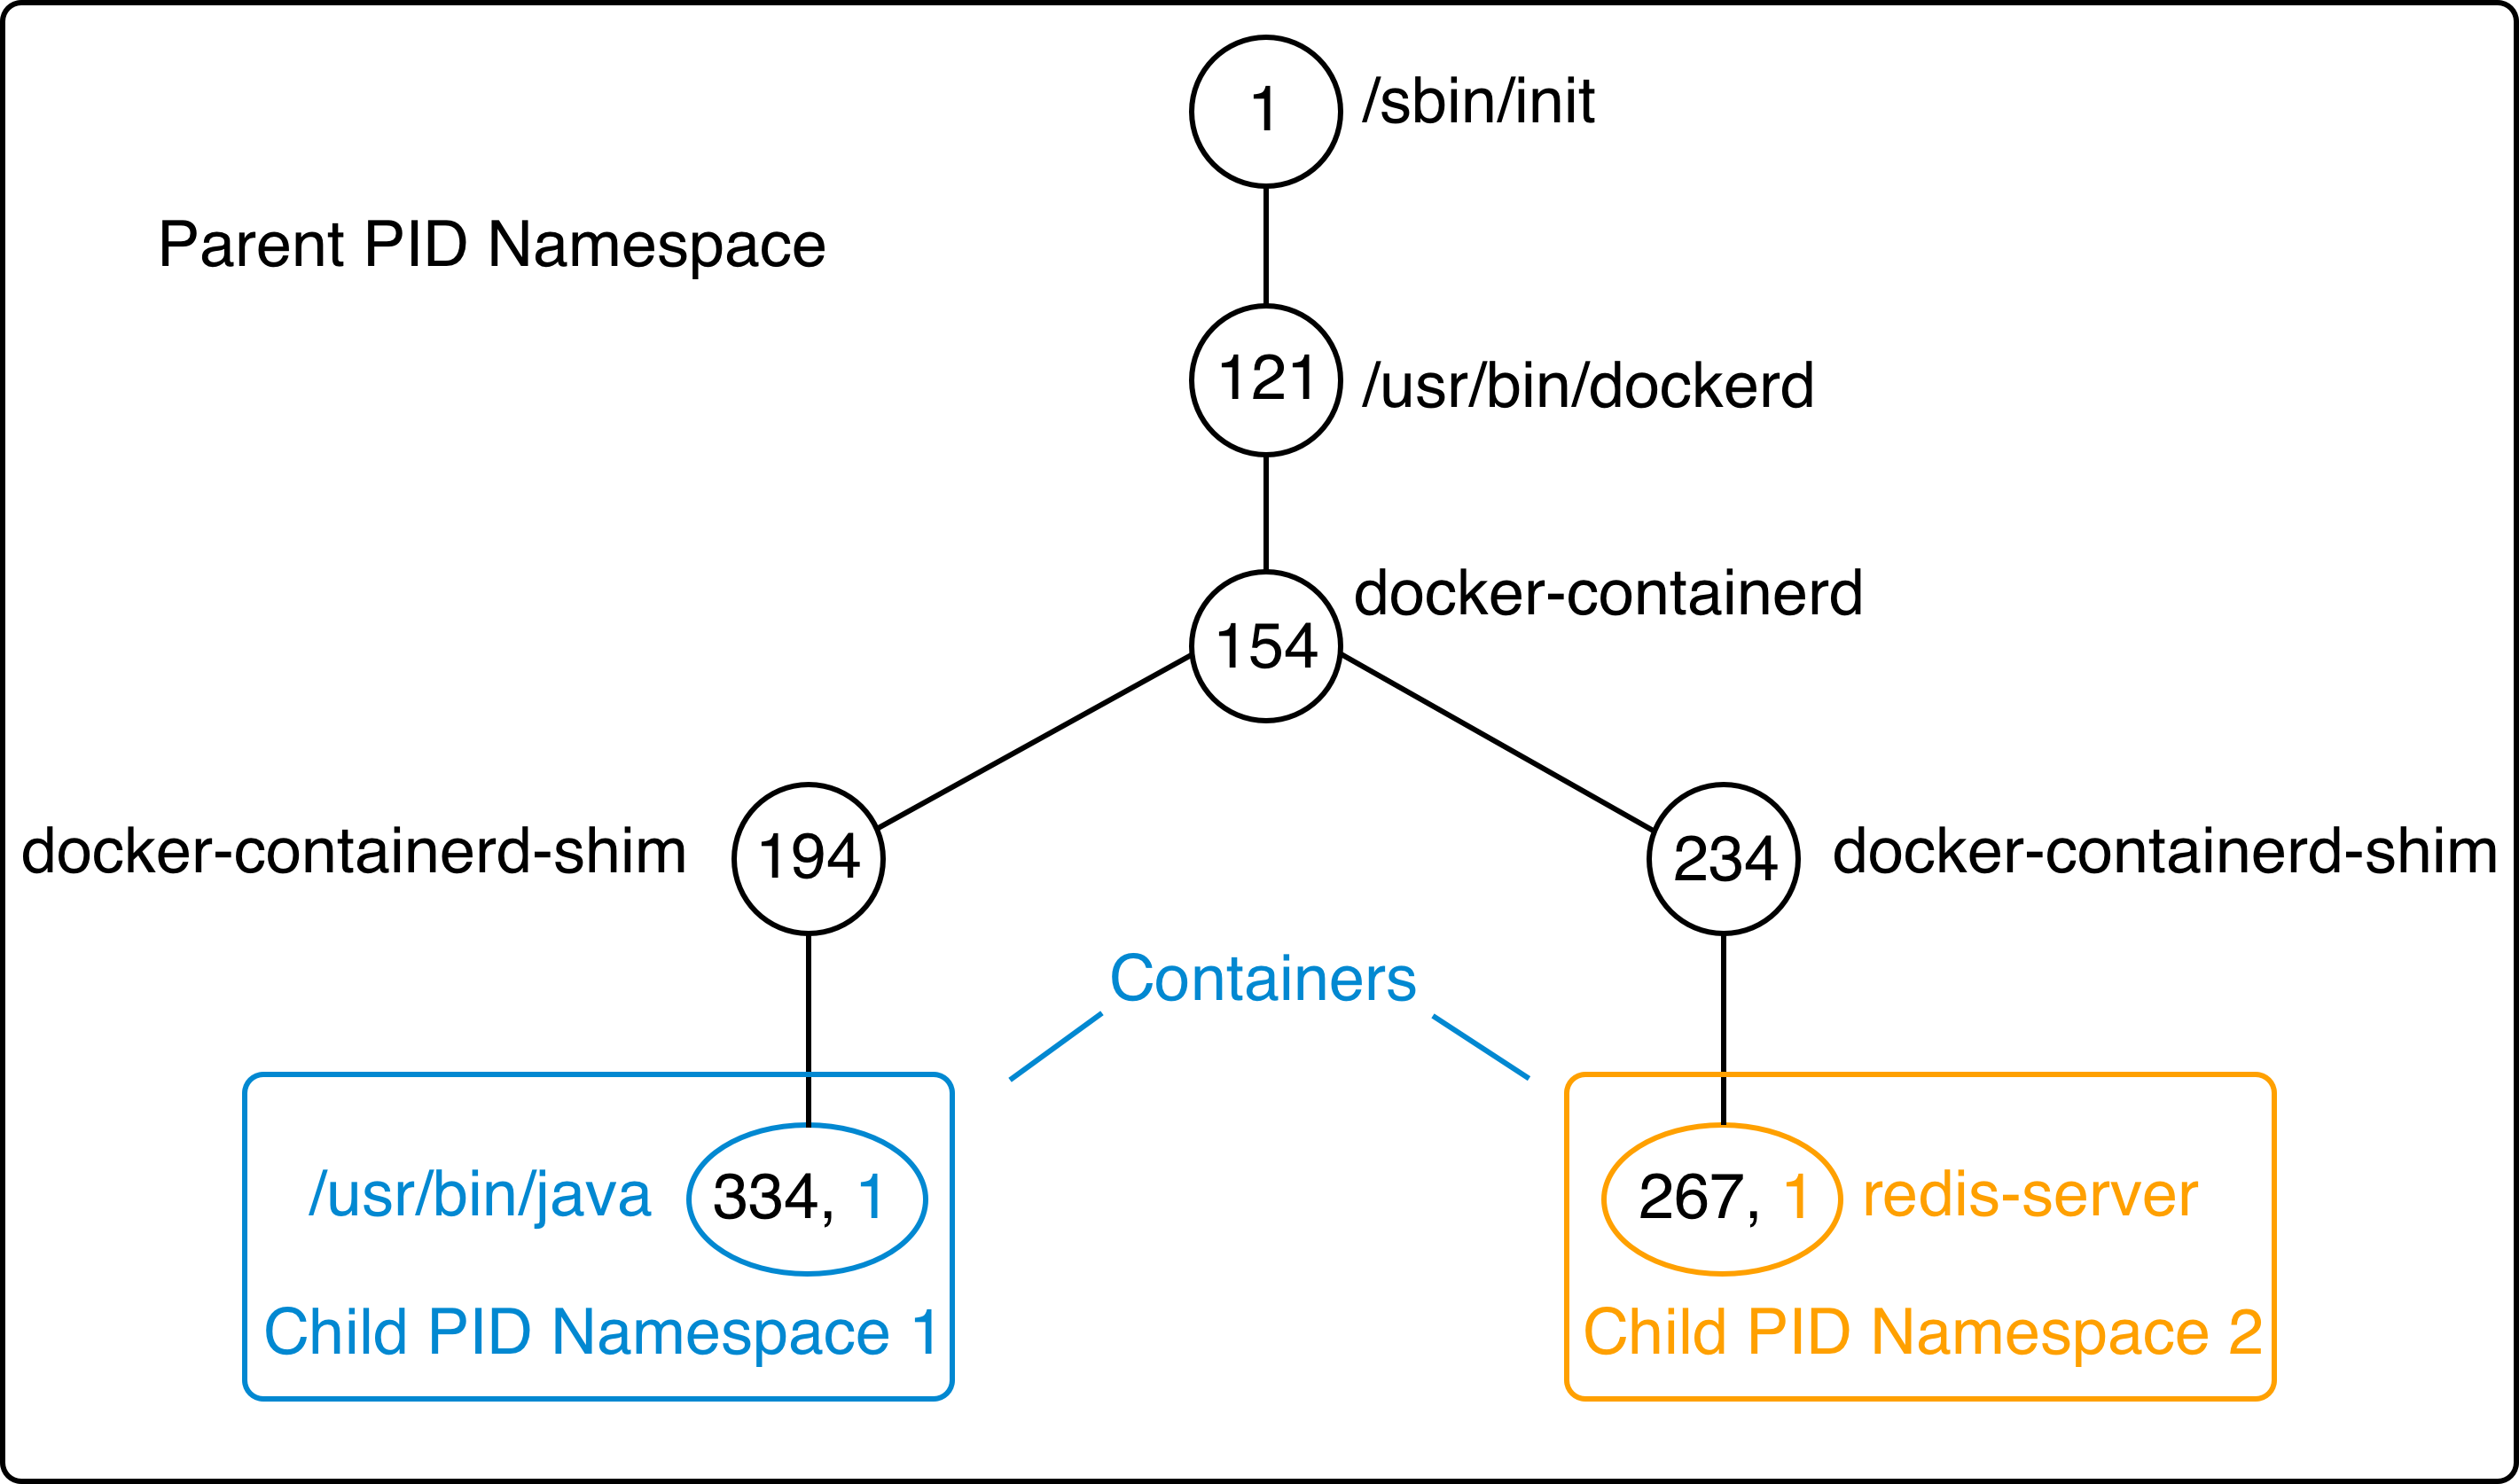 1
/sbin/init
Parent PID Namespace
121
/usr/bin/dockerd
docker-containerd
154
docker-containerd-shim
194
234
docker-containerd-shim
Containers
/usr/bin/java
334, 1
Child PID Namespace 1
267, 1
redis-server
Child PID Namespace 2